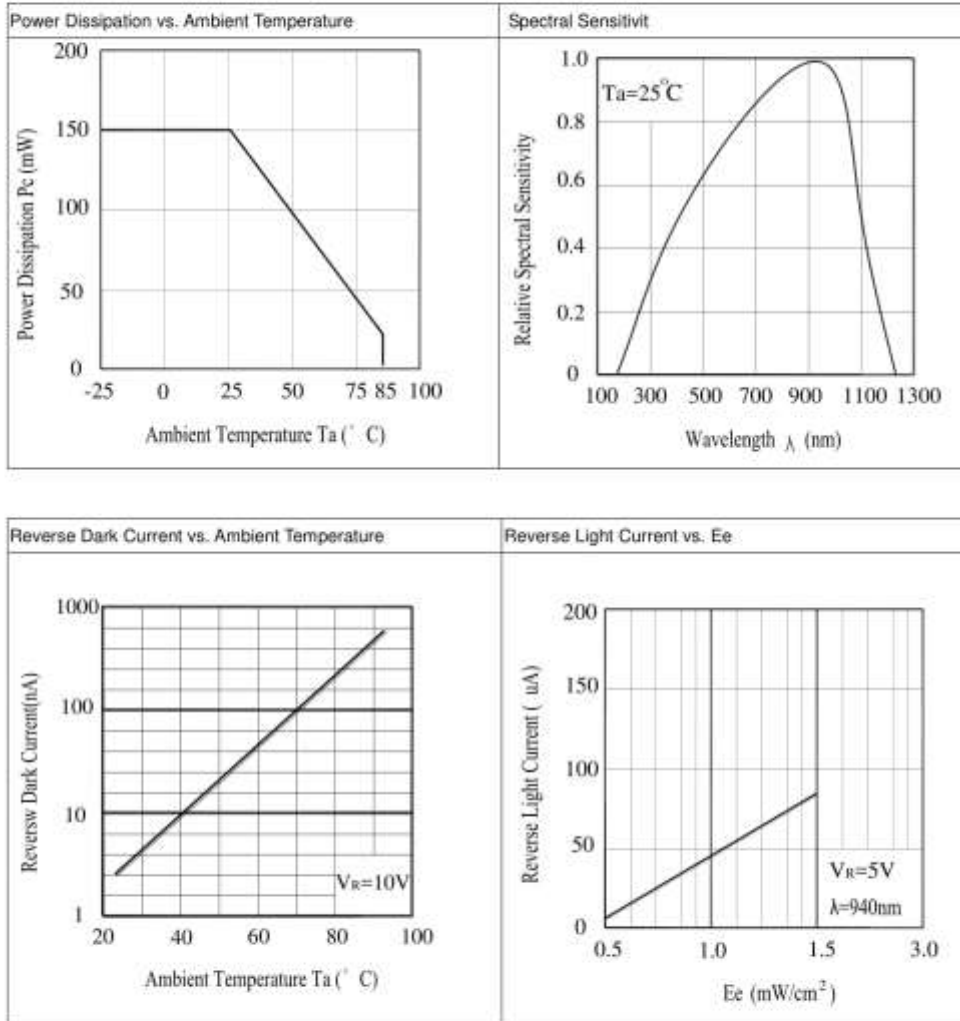 Power Dissipation vs. Ambient Temperature
200
150
100
50
0
-25 0 25 50 75 85 100
Power Dissipation Pc (mW)
Ambient Temperature Ta (° C)
Spectral Sensitivit
Ta=25°C
1.0
0.8
0.6
0.4
0.2
0
100 300 500 700 900 1100 1300
Relative Spectral Sensitivity
Wavelength λ (nm)
Reverse Dark Current vs. Ambient Temperature
1000
100
10
1
20 40 60 80 100
Reversw Dark Current(nA)
VR=10V
Ambient Temperature Ta (° C)
Reverse Light Current vs. Ee
200
150
100
50
0
0.5 1.0 1.5 3.0
Reverse Light Current ( uA)
VR=5V
λ=940nm
Ee (mW/cm²)